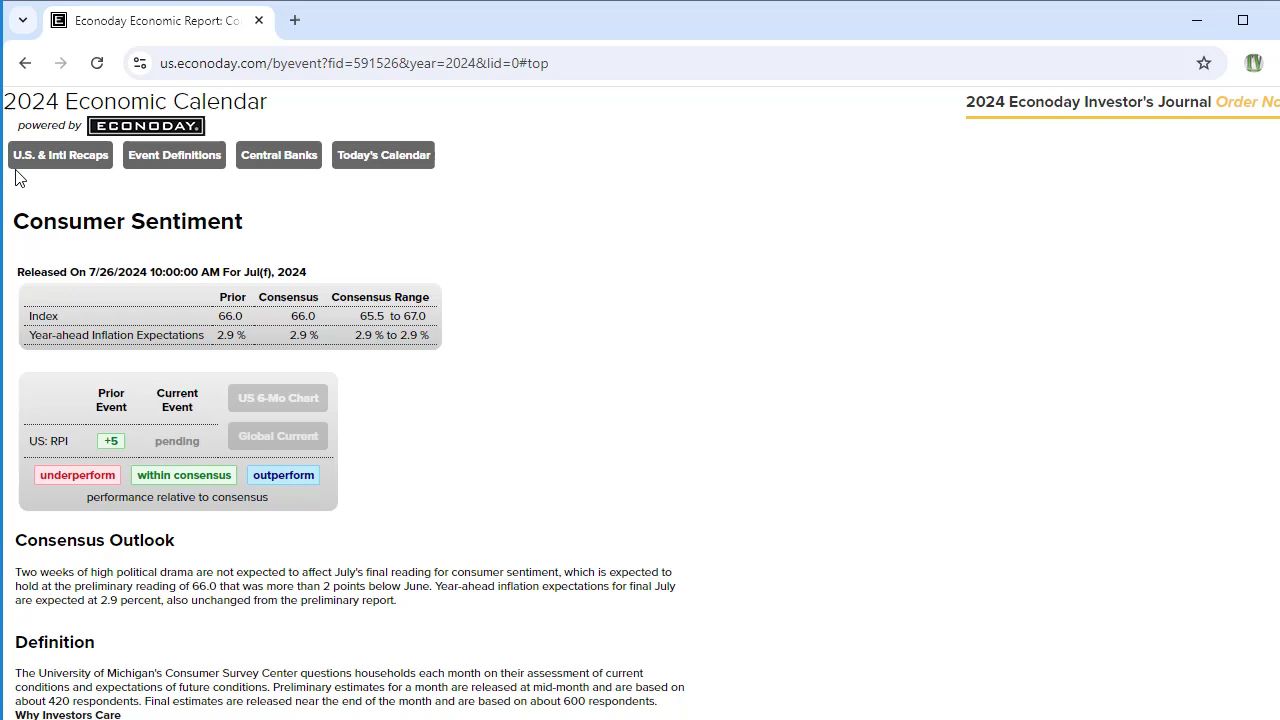 Econoday Economic Report: Co
us.econoday.com/byevent?fid=591526&year=2024&lid=0#top
2024 Economic Calendar
2024 Econoday Investor's Journal Order No
powered by ECONODAY
U.S. & Intl Recaps Event Definitions Central Banks Today's Calendar
Consumer Sentiment
Released On 7/26/2024 10:00:00 AM For Jul(f), 2024
Prior Consensus Consensus Range
Index 66.0 66.0 65.5 to 67.0
Year-ahead Inflation Expectations 2.9 % 2.9 % 2.9 % to 2.9 %
Prior Event Current Event US 6-Mo Chart
Global Current
US: RPI +5 pending
underperform within consensus outperform
performance relative to consensus
Consensus Outlook
Two weeks of high political drama are not expected to affect July's final reading for consumer sentiment, which is expected to
hold at the preliminary reading of 66.0 that was more than 2 points below June. Year-ahead inflation expectations for final July
are expected at 2.9 percent, also unchanged from the preliminary report.
Definition
The University of Michigan's Consumer Survey Center questions households each month on their assessment of current
conditions and expectations of future conditions. Preliminary estimates for a month are released at mid-month and are based on
about 420 respondents. Final estimates are released near the end of the month and are based on about 600 respondents.
Why Investors Care